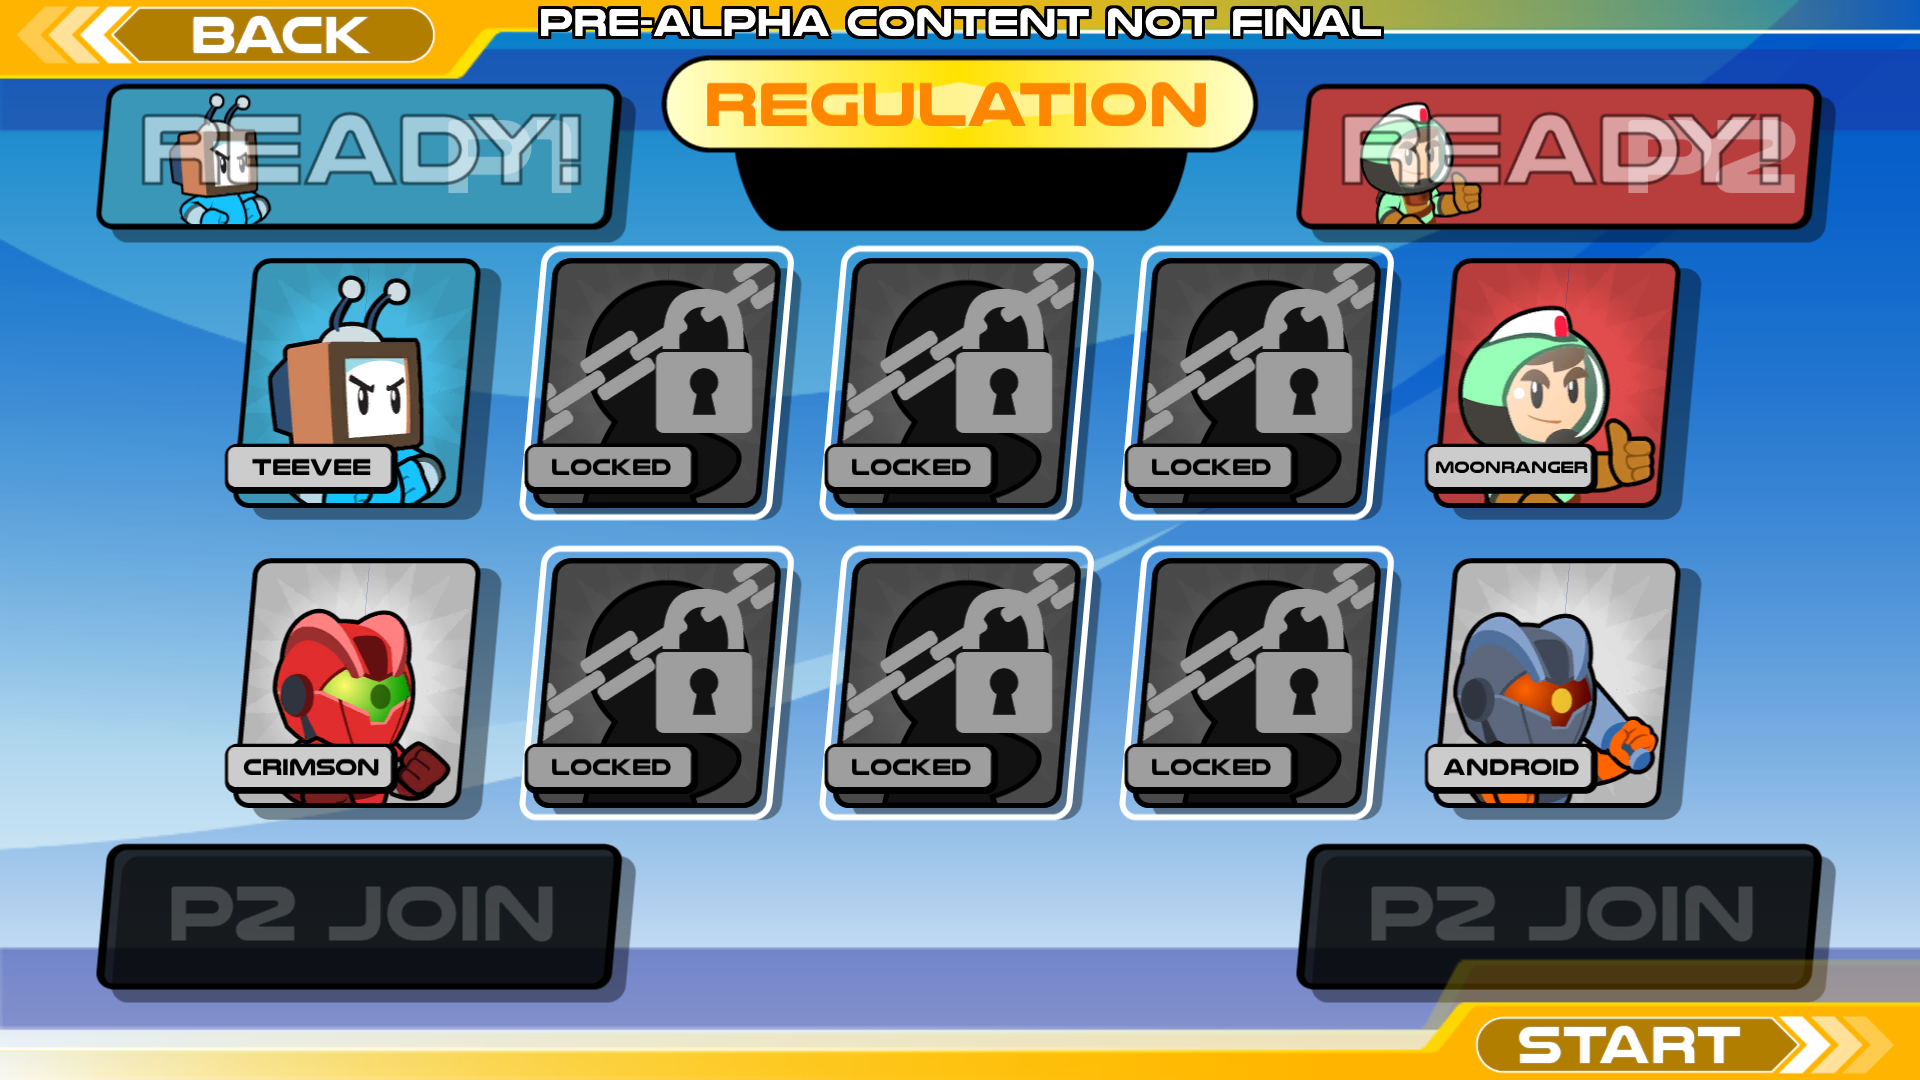 BACK
PRE-ALPHA CONTENT NOT FINAL
REGULATION
READY!
P1
READY!
P2
TEEVEE
LOCKED
LOCKED
LOCKED
MOONRANGER
CRIMSON
LOCKED
LOCKED
LOCKED
ANDROID
P2 JOIN
P2 JOIN
START